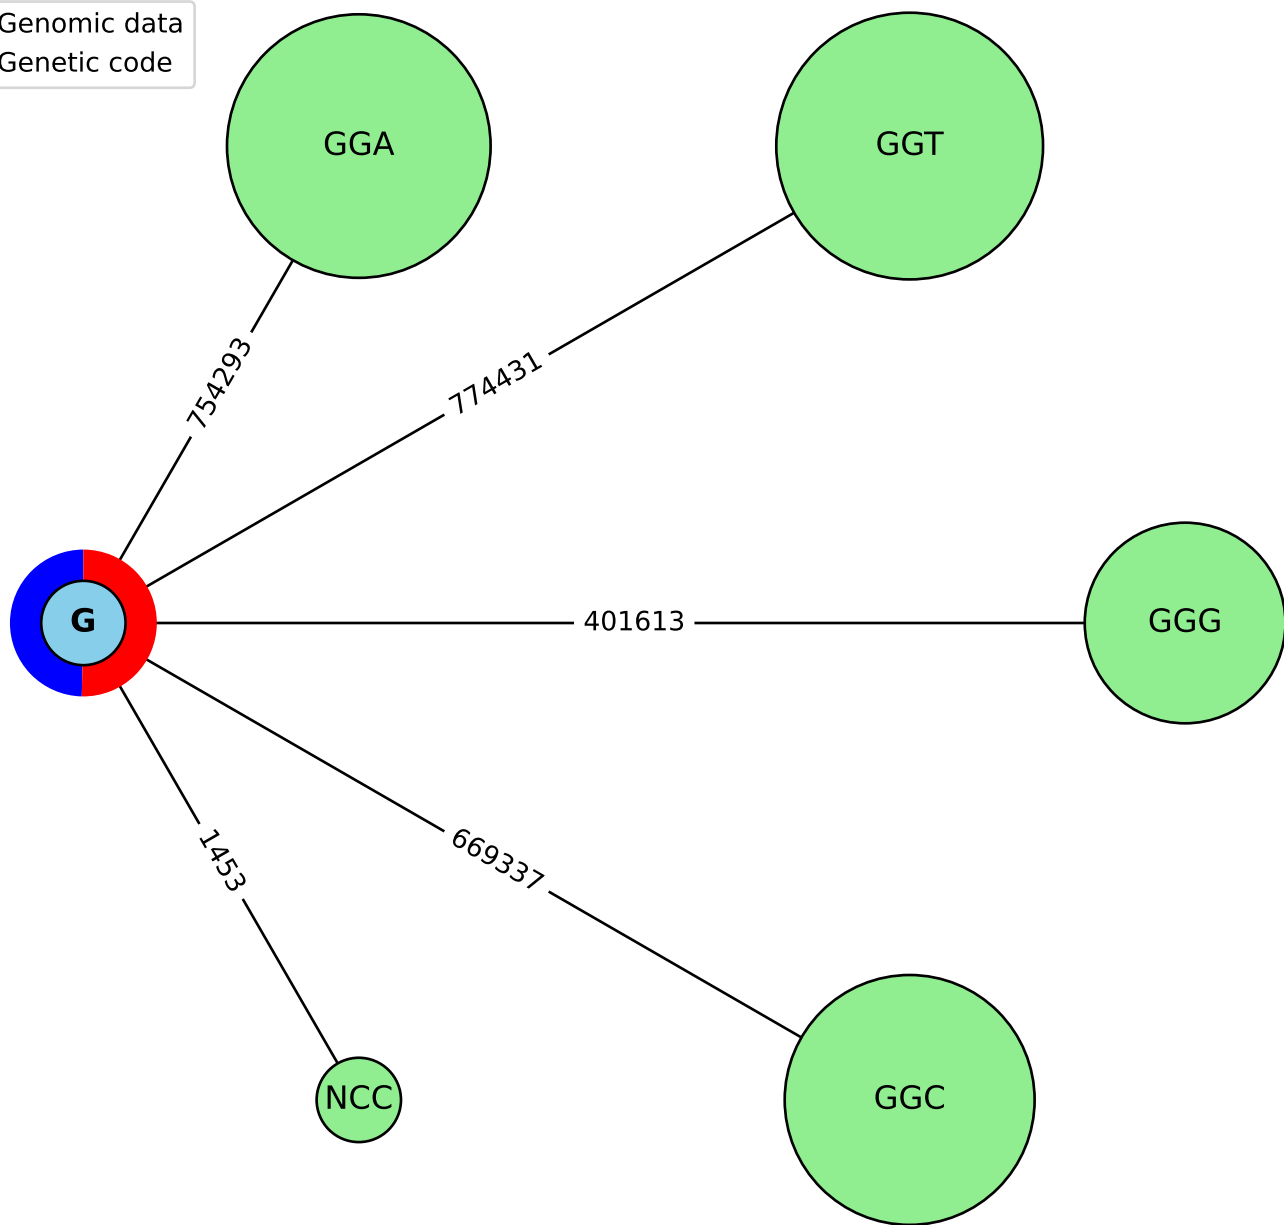 Genomic data
Genetic code
GGA
GGT
754293
774431
G
401613
GGG
1453
669337
NCC
GGC